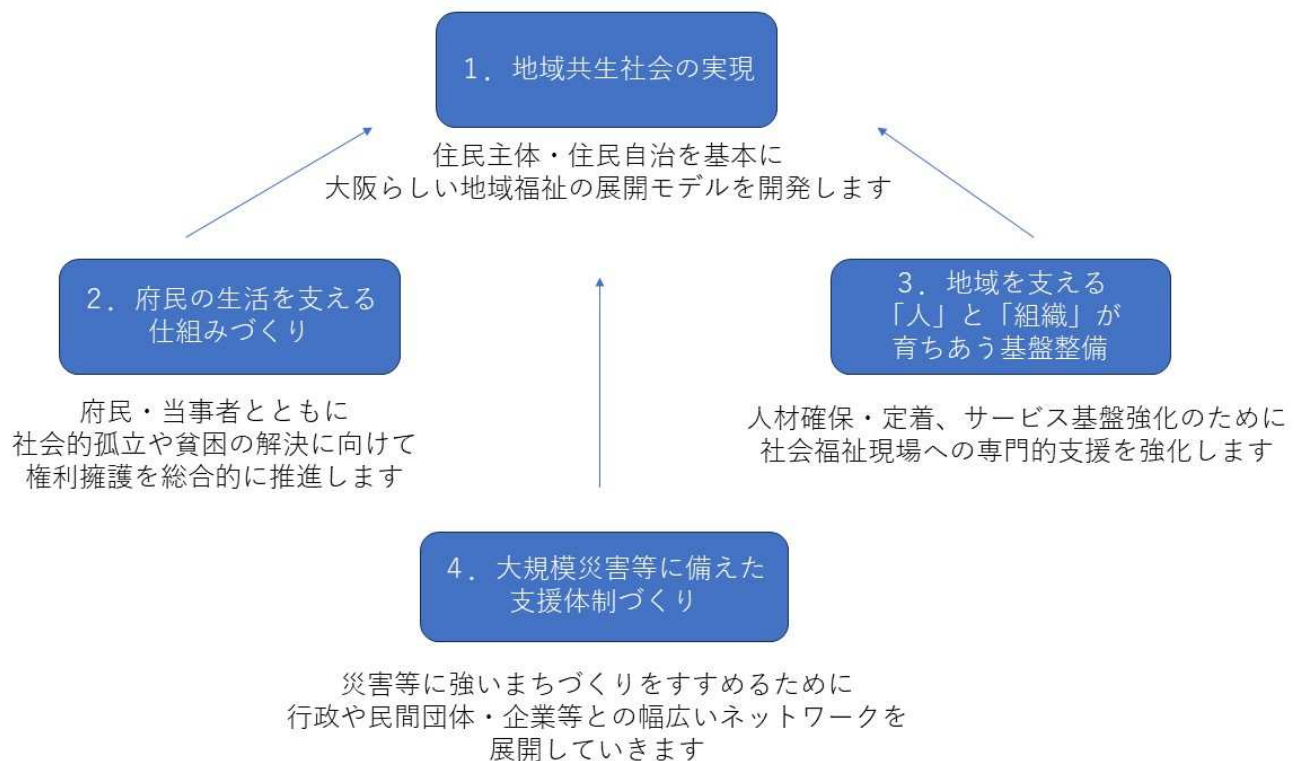 1．地域共生社会の実現
住民主体・住民自治を基本に
大阪らしい地域福祉の展開モデルを開発します
2．府民の生活を支える
仕組みづくり
府民・当事者とともに
社会的孤立や貧困の解決に向けて
権利擁護を総合的に推進します
3．地域を支える
「人」と「組織」が
育ちあう基盤整備
人材確保・定着、サービス基盤強化のために
社会福祉現場への専門的支援を強化します
4．大規模災害等に備えた
支援体制づくり
災害等に強いまちづくりをすすめるために
行政や民間団体・企業等との幅広いネットワークを
展開していきます